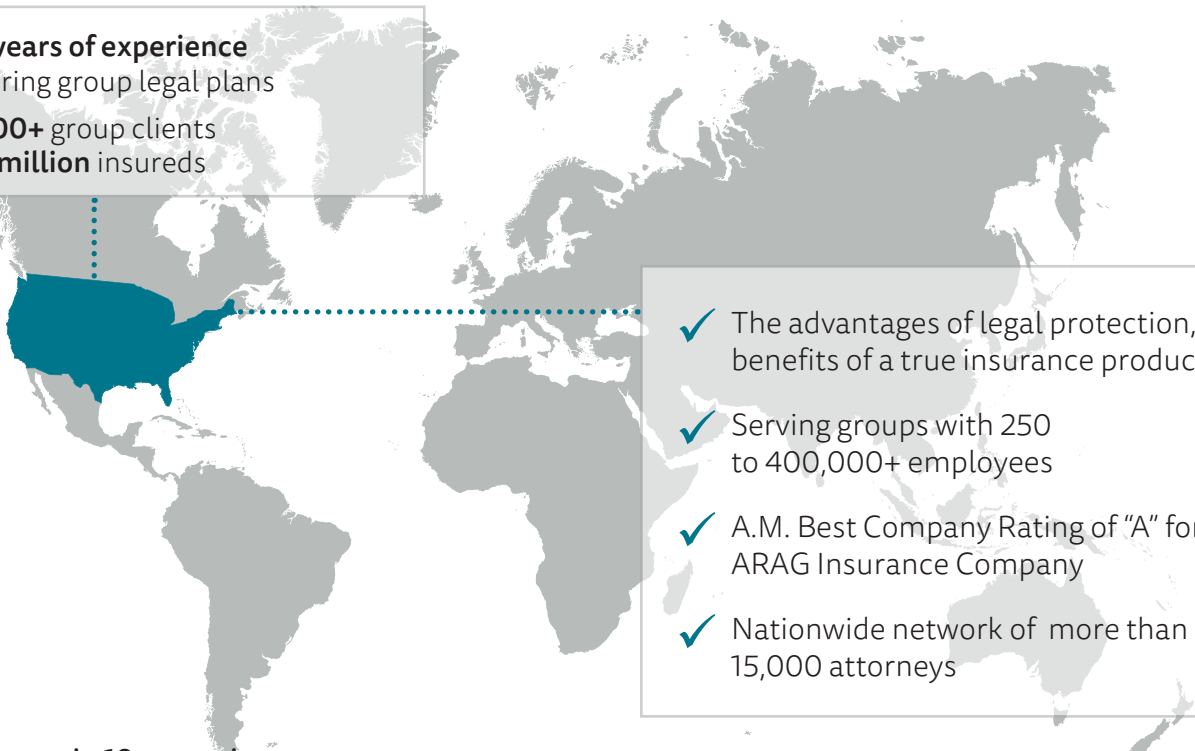 years of experience
ring group legal plans
00+ group clients
million insureds
The advantages of legal protection,
benefits of a true insurance produc
Serving groups with 250
to 400,000+ employees
A.M. Best Company Rating of “A” for
ARAG Insurance Company
Nationwide network of more than
15,000 attorneys